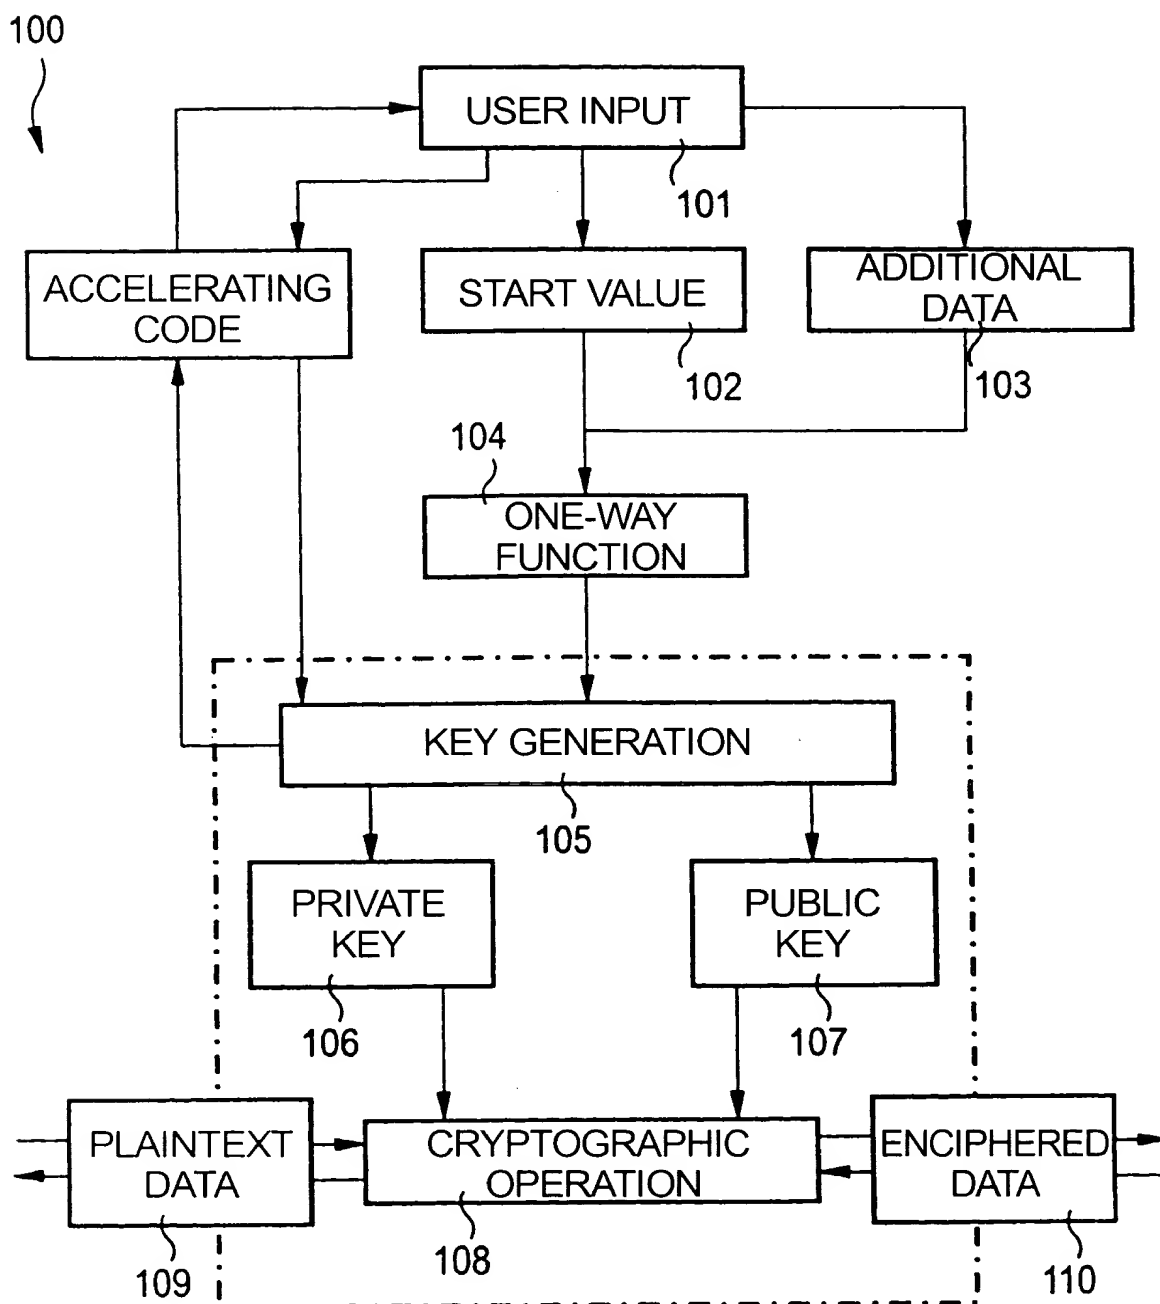 100
USER INPUT
101
ACCELERATING
CODE
START VALUE
102
ADDITIONAL
DATA
103
104
ONE-WAY
FUNCTION
KEY GENERATION
105
PRIVATE
KEY
106
PUBLIC
KEY
107
PLAINTEXT
DATA
109
CRYPTOGRAPHIC
OPERATION
108
ENCIPHERED
DATA
110